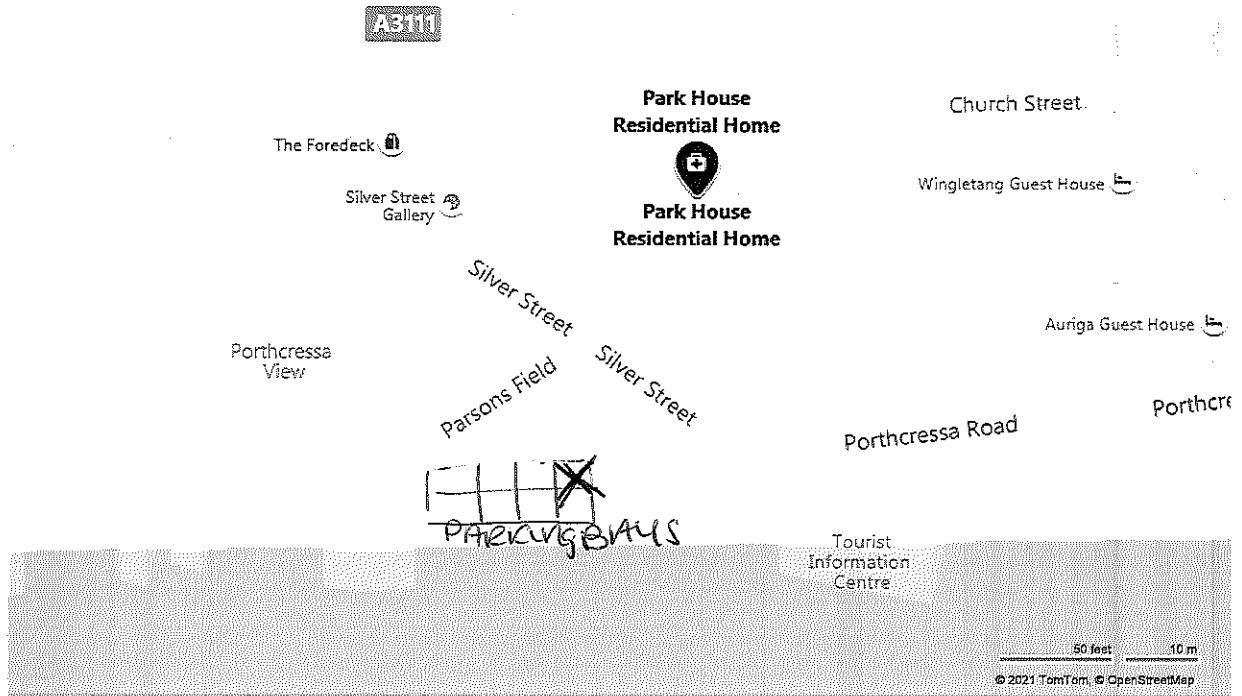 A3111
Park House
Residential Home
Church Street
The Foredeck
Wingletang Guest House
Silver Street
Gallery
Park House
Residential Home
Silver Street
Auriga Guest House
Porthcressa
View
Silver Street
Parsons Field
Porthcre
Porthcressa Road
PARKING BAYS
Tourist
Information
Centre
50 feet
10 m
© 2021 TomTom, © OpenStreetMap